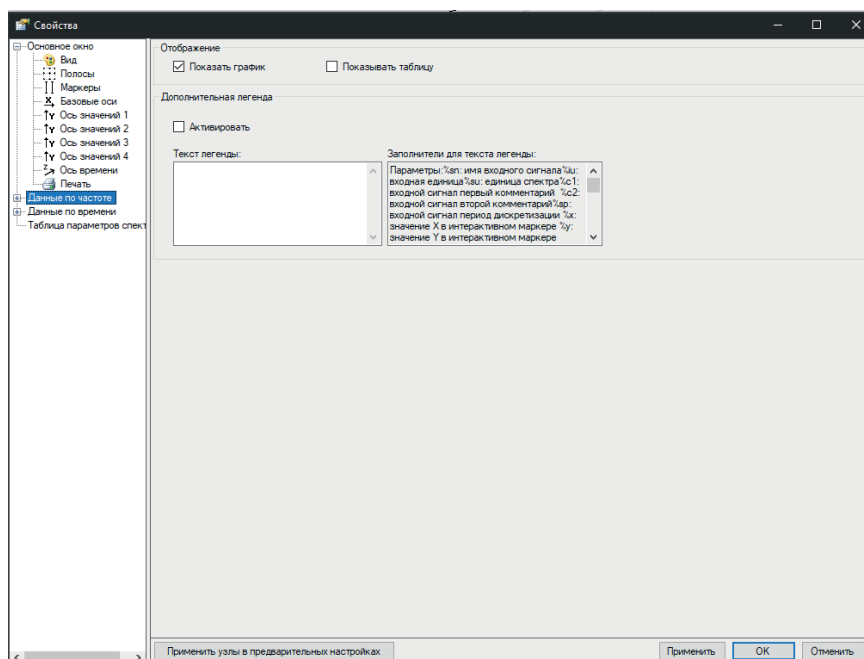 Свойства
Основное окно
Вид
Полосы
Маркеры
Базовые оси
Ось значений 1
Ось значений 2
Ось значений 3
Ось значений 4
Ось времени
Печать
Данные по частоте
Данные по времени
Таблица параметров спект
Отображение
Показать график
Показывать таблицу
Дополнительная легенда
Активировать
Текст легенды:
Заполнители для текста легенды:
Параметры:%sn: имя входного сигнала%iu:
входная единица%su: единица спектра%c1:
входной сигнал первый комментарий %c2:
входной сигнал второй комментарий%sp:
входной сигнал период дискретизации %x:
значение X в интерактивном маркере %y:
значение Y в интерактивном маркере
Применить узлы в предварительных настройках
Применить
OK
Отменить